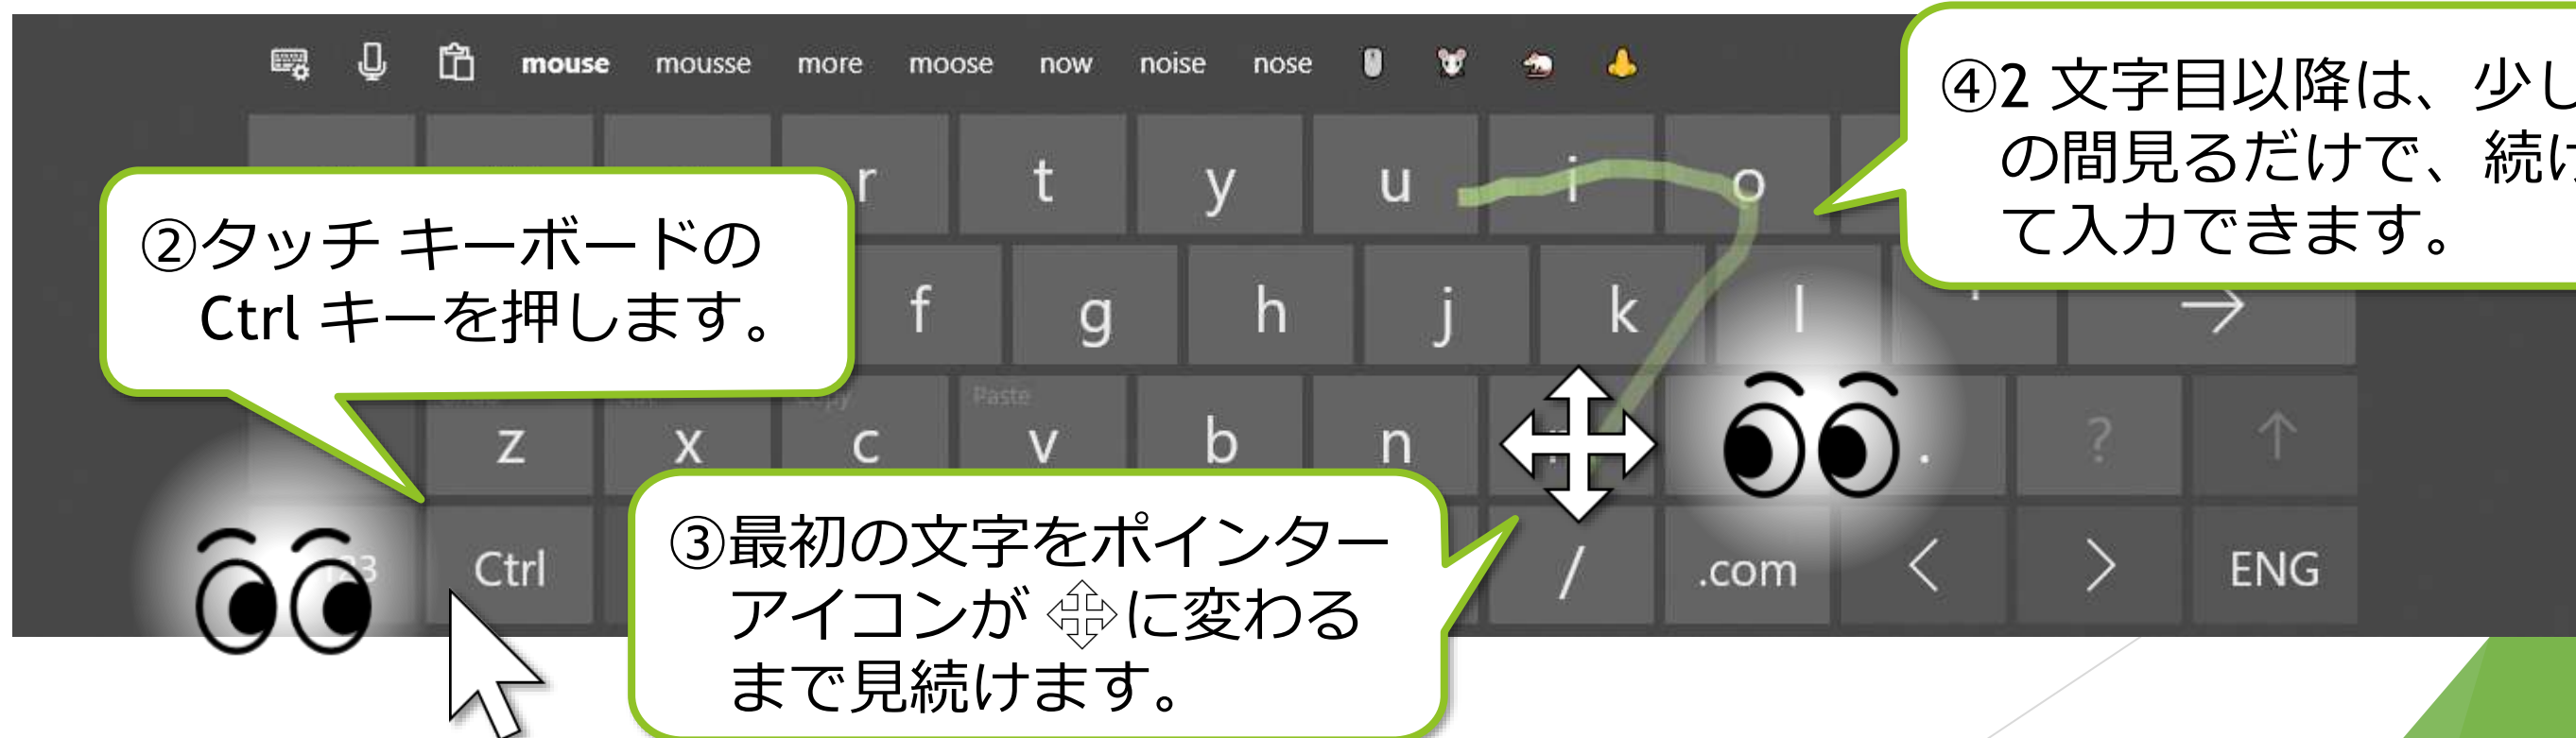 mouse mousse more moose now noise nose
④2 文字目以降は、少し
の間見るだけで、続け
て入力できます。
r t y u i o
②タッチ キーボードの
Ctrl キーを押します。
f g h j k l
→
Paste
z x c v b n . ? ↑
③最初の文字をポインター
アイコンが に変わる
まで見続けます。
Ctrl / .com < > ENG